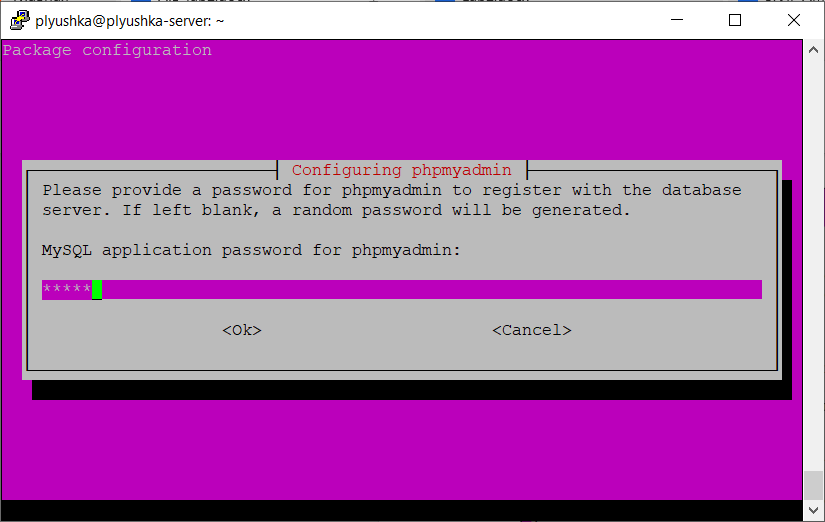 plyushka@plyushka-server: ~
Package configuration
Configuring phpmyadmin
Please provide a password for phpmyadmin to register with the database
server. If left blank, a random password will be generated.
MySQL application password for phpmyadmin:
*****
<Ok> <Cancel>